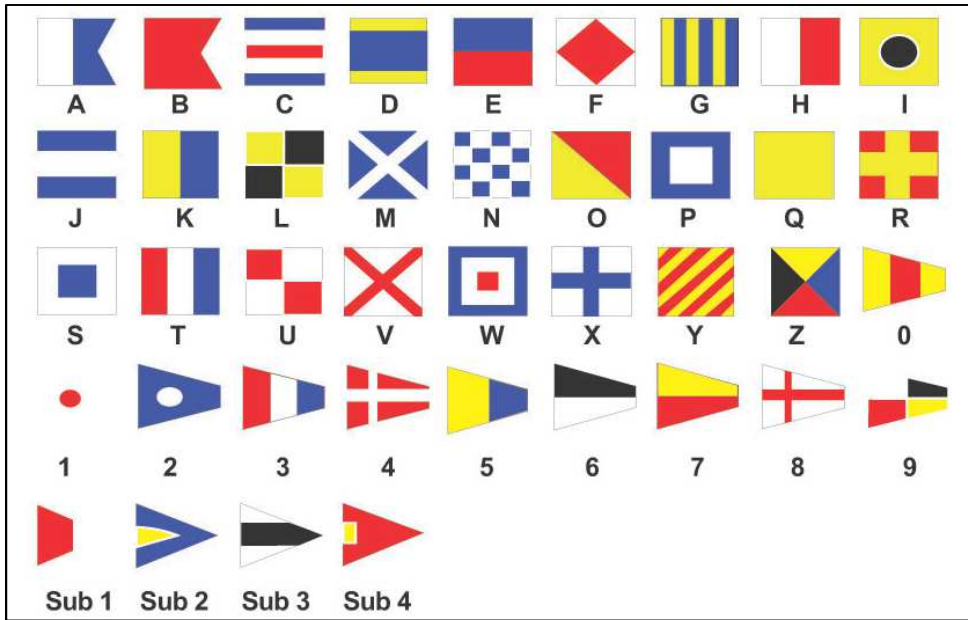 A B C D E F G H I
J K L M N O P Q R
S T U V W X Y Z 0
1 2 3 4 5 6 7 8 9
Sub 1 Sub 2 Sub 3 Sub 4